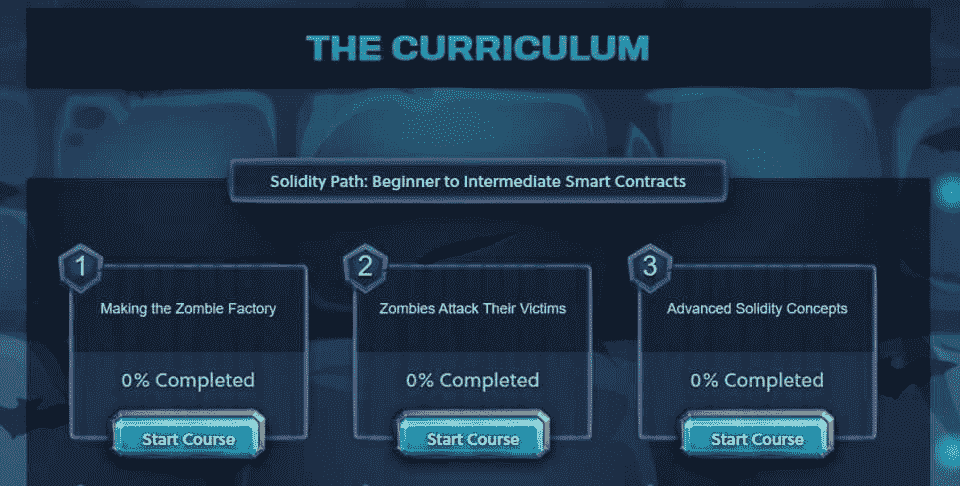 THE CURRICULUM
Solidity Path: Beginner to Intermediate Smart Contracts
1
2
3
Making the Zombie Factory
Zombies Attack Their Victims
Advanced Solidity Concepts
0% Completed
0% Completed
0% Completed
Start Course
Start Course
Start Course